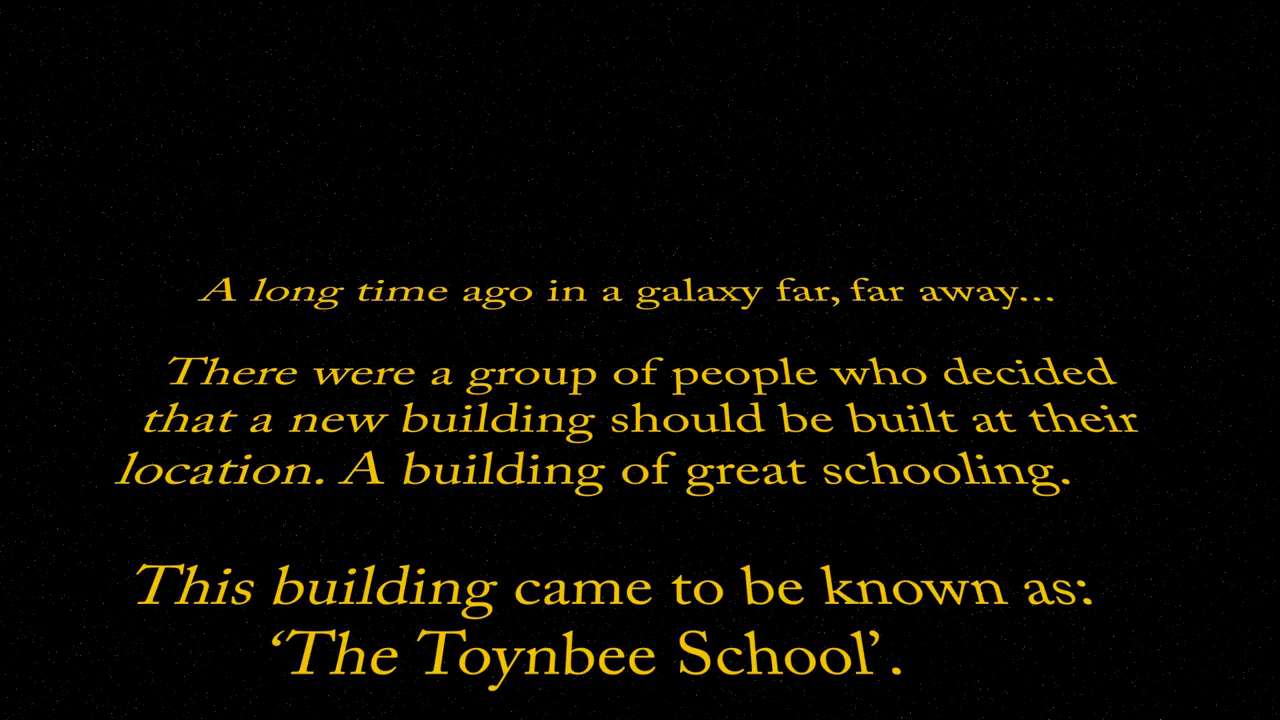 A long time ago in a galaxy far, far away...
There were a group of people who decided
that a new building should be built at their
location. A building of great schooling.
This building came to be known as:
‘The Toynbee School’.